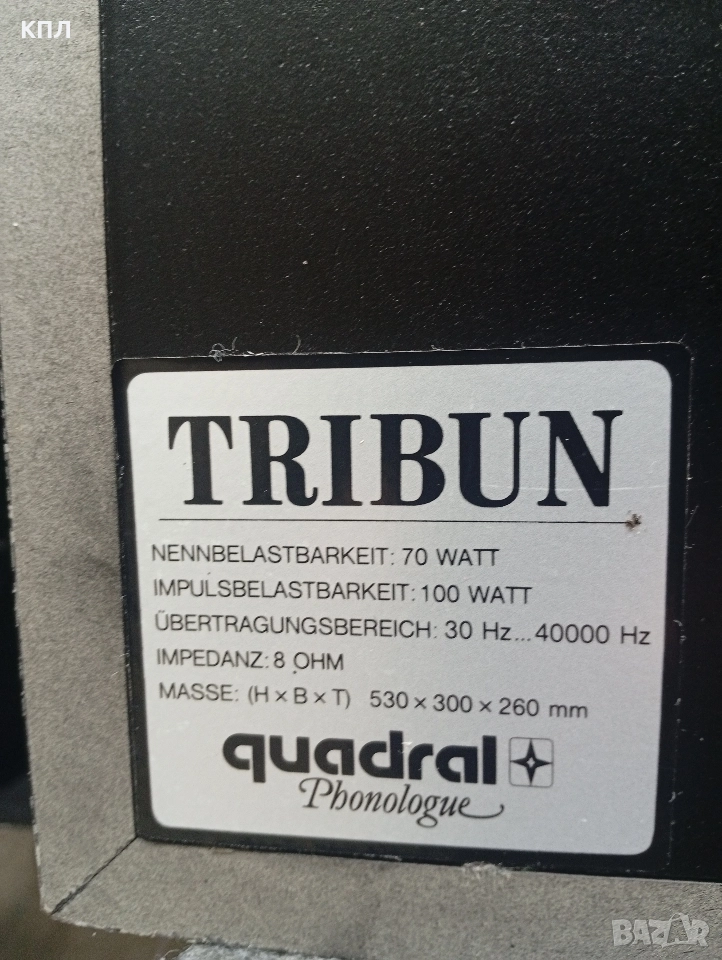 КПЛ
TRIBUN
NENNBELASTBARKEIT: 70 WATT
IMPULSBELASTBARKEIT: 100 WATT
ÜBERTRAGUNGSBEREICH: 30 Hz...40000 Hz
IMPEDANZ: 8 OHM
MASSE: (H × B × T) 530 × 300 × 260 mm
quadral
Phonologue
BAZAR